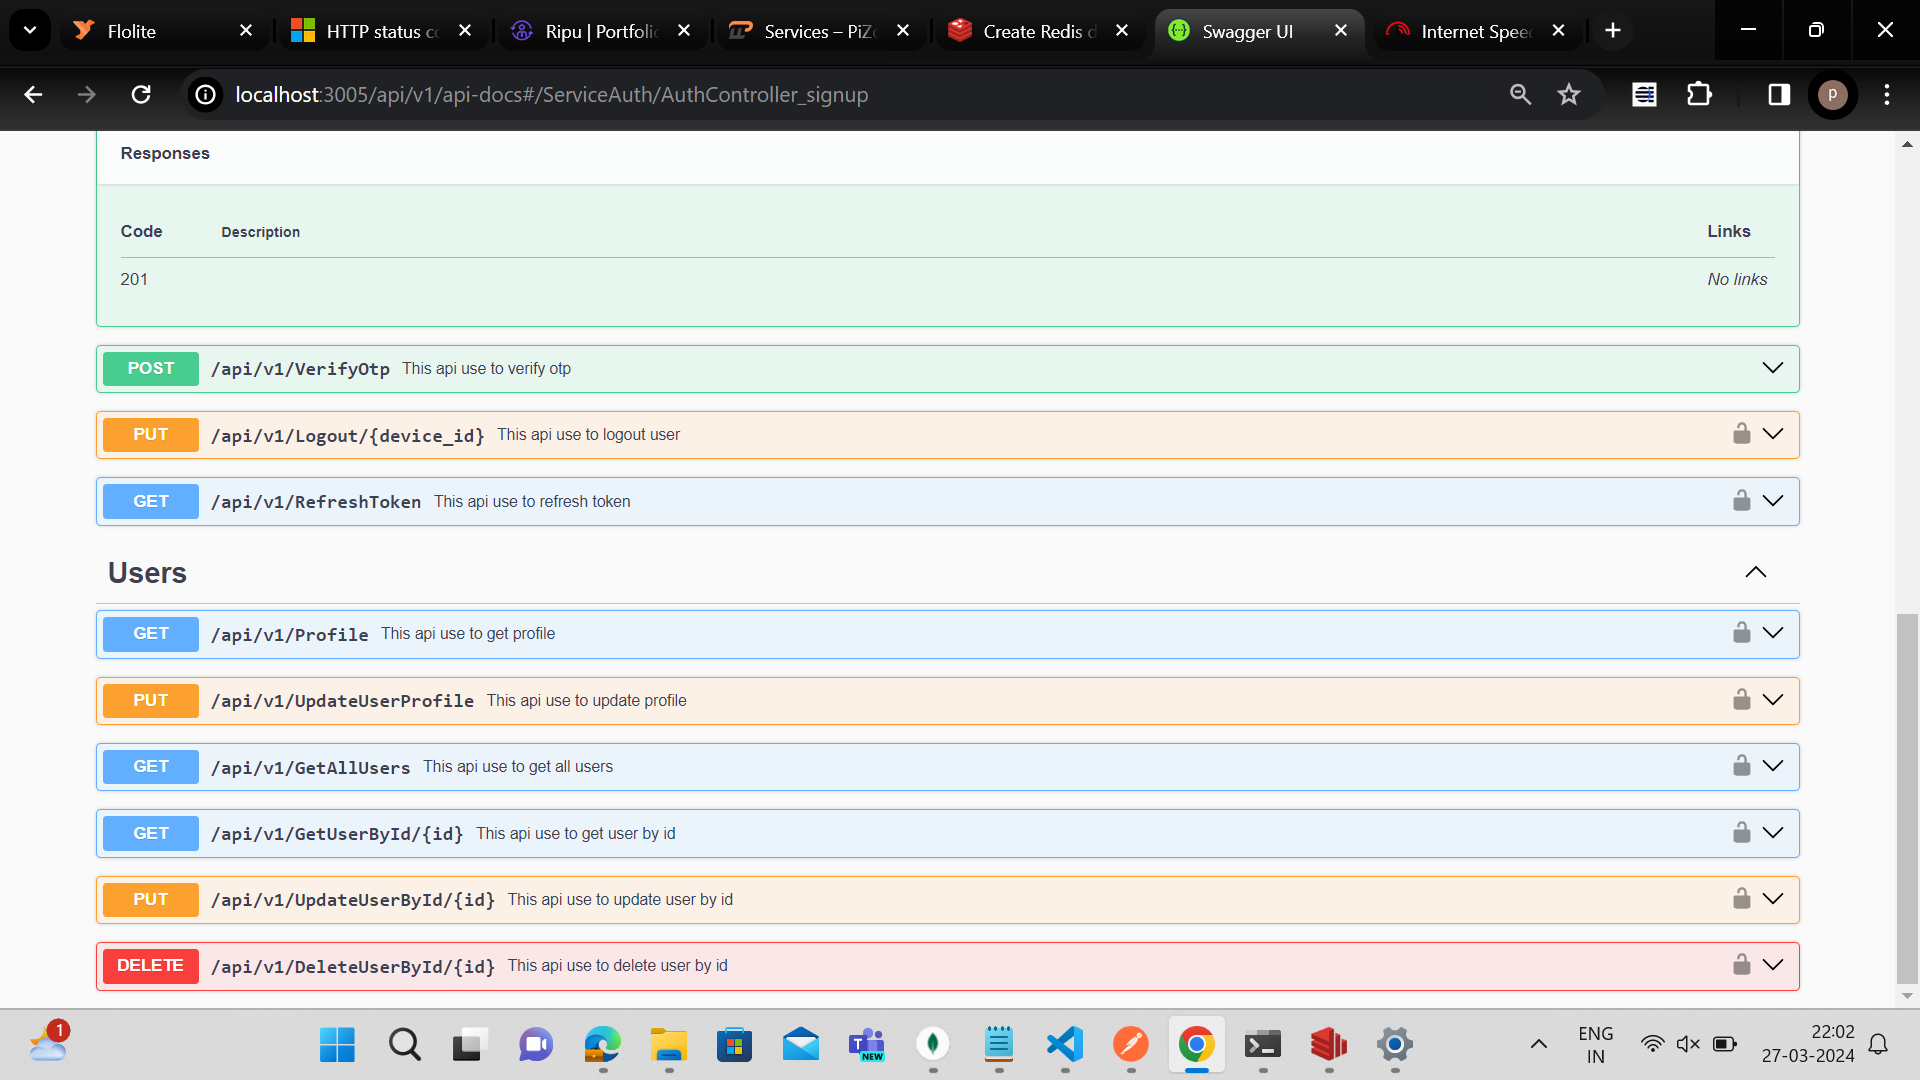 Flolite
HTTP status co
Ripu | Portfolio
Services – PiZo
Create Redis d
Swagger UI
Internet Speed
localhost:3005/api/v1/api-docs#/ServiceAuth/AuthController_signup
p
Responses
Code Description Links
201 No links
POST /api/v1/VerifyOtp This api use to verify otp
PUT /api/v1/Logout/{device_id} This api use to logout user
GET /api/v1/RefreshToken This api use to refresh token
Users
GET /api/v1/Profile This api use to get profile
PUT /api/v1/UpdateUserProfile This api use to update profile
GET /api/v1/GetAllUsers This api use to get all users
GET /api/v1/GetUserById/{id} This api use to get user by id
PUT /api/v1/UpdateUserById/{id} This api use to update user by id
DELETE /api/v1/DeleteUserById/{id} This api use to delete user by id
1
T
NEW
ENG
IN
22:02
27-03-2024